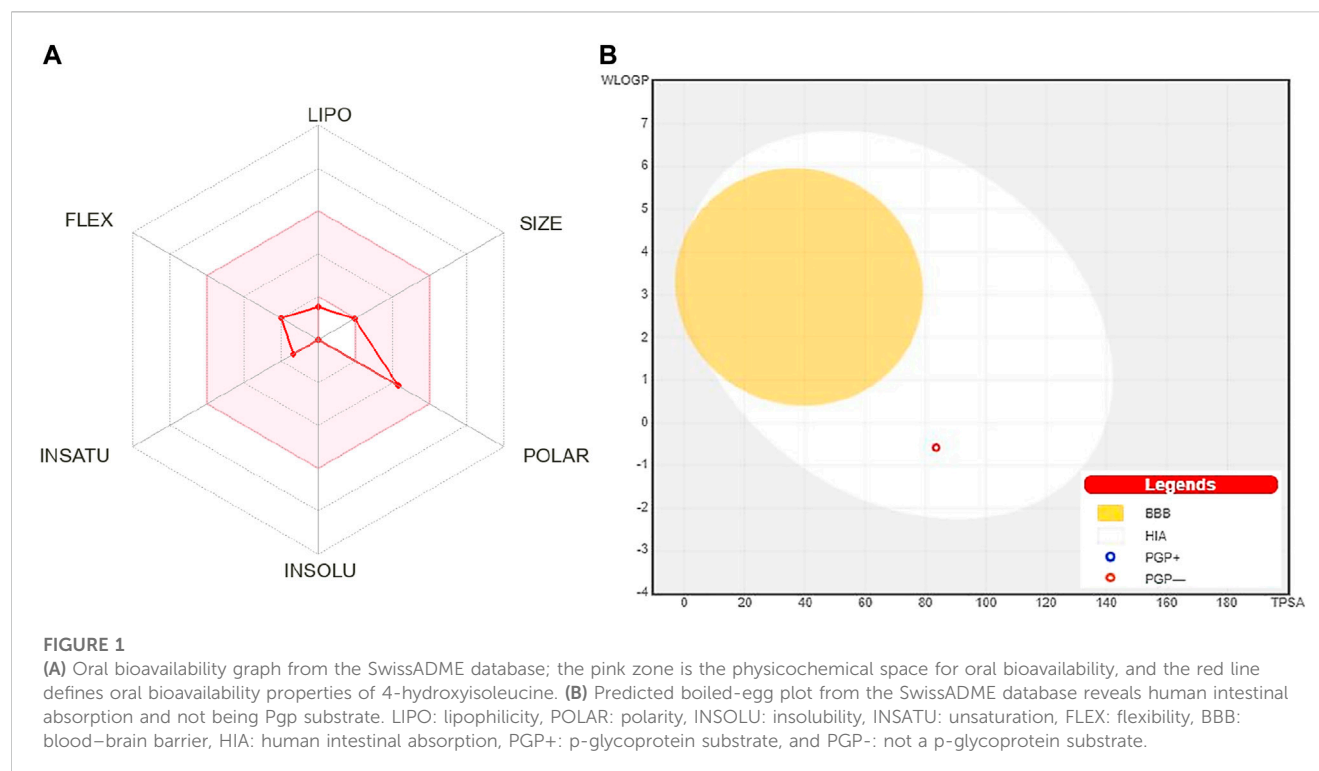 A
LIPO
FLEX
SIZE
INSATU
POLAR
INSOLU
B
WLOGP
7
6
5
4
3
2
1
0
-1
-2
-3
-4
0 20 40 60 80 100 120 140 160 180 TPSA
Legends
BBB
HIA
PGP+
PGP—
FIGURE 1
(A) Oral bioavailability graph from the SwissADME database; the pink zone is the physicochemical space for oral bioavailability, and the red line
defines oral bioavailability properties of 4-hydroxyisoleucine. (B) Predicted boiled-egg plot from the SwissADME database reveals human intestinal
absorption and not being Pgp substrate. LIPO: lipophilicity, POLAR: polarity, INSOLU: insolubility, INSATU: unsaturation, FLEX: flexibility, BBB:
blood–brain barrier, HIA: human intestinal absorption, PGP+: p-glycoprotein substrate, and PGP-: not a p-glycoprotein substrate.